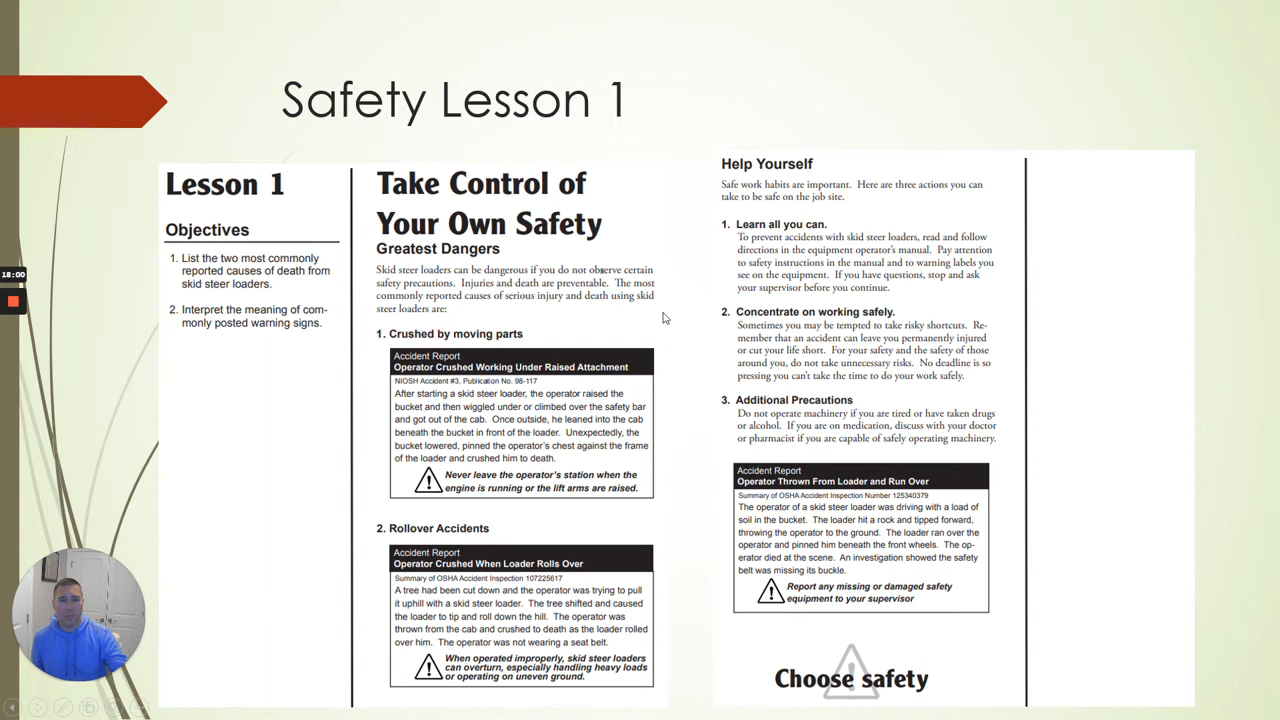 Safety Lesson 1
Lesson 1
Objectives
1. List the two most commonly
reported causes of death from
skid steer loaders.
2. Interpret the meaning of com-
monly posted warning signs.
Take Control of
Your Own Safety
Greatest Dangers
Skid steer loaders can be dangerous if you do not observe certain
safety precautions.  Injuries and death are preventable.  The most
commonly reported causes of serious injury and death using skid
steer loaders are:
1. Crushed by moving parts
Accident Report
Operator Crushed Working Under Raised Attachment
NIOSH Accident #3, Publication No. 98-117
After starting a skid steer loader, the operator raised the
bucket and then wiggled under or climbed over the safety bar
and got out of the cab.  Once outside, he leaned into the cab
beneath the bucket in front of the loader.  Unexpectedly, the
bucket lowered, pinned the operator's chest against the frame
of the loader and crushed him to death.
Never leave the operator's station when the
engine is running or the lift arms are raised.
2. Rollover Accidents
Accident Report
Operator Crushed When Loader Rolls Over
Summary of OSHA Accident Inspection 107225617
A tree had been cut down and the operator was trying to pull
it uphill with a skid steer loader.  The tree shifted and caused
the loader to tip and roll down the hill.  The operator was
thrown from the cab and crushed to death as the loader rolled
over him.  The operator was not wearing a seat belt.
When operated improperly, skid steer loaders
can overturn, especially handling heavy loads
or operating on uneven ground.
Help Yourself
Safe work habits are important.  Here are three actions you can
take to be safe on the job site.
1. Learn all you can.
To prevent accidents with skid steer loaders, read and follow
directions in the equipment operator's manual.  Pay attention
to safety instructions in the manual and to warning labels you
see on the equipment.  If you have questions, stop and ask
your supervisor before you continue.
2. Concentrate on working safely.
Sometimes you may be tempted to take risky shortcuts.  Re-
member that an accident can leave you permanently injured
or cut your life short.  For your safety and the safety of those
around you, do not take unnecessary risks.  No deadline is so
pressing you can't take the time to do your work safely.
3. Additional Precautions
Do not operate machinery if you are tired or have taken drugs
or alcohol.  If you are on medication, discuss with your doctor
or pharmacist if you are capable of safely operating machinery.
Accident Report
Operator Thrown From Loader and Run Over
Summary of OSHA Accident Inspection Number 125340379
The operator of a skid steer loader was driving with a load of
soil in the bucket.  The loader hit a rock and tipped forward,
throwing the operator to the ground.  The loader ran over the
operator and pinned him beneath the front wheels.  The op-
erator died at the scene.  An investigation showed the safety
belt was missing its buckle.
Report any missing or damaged safety
equipment to your supervisor
Choose safety
18:00